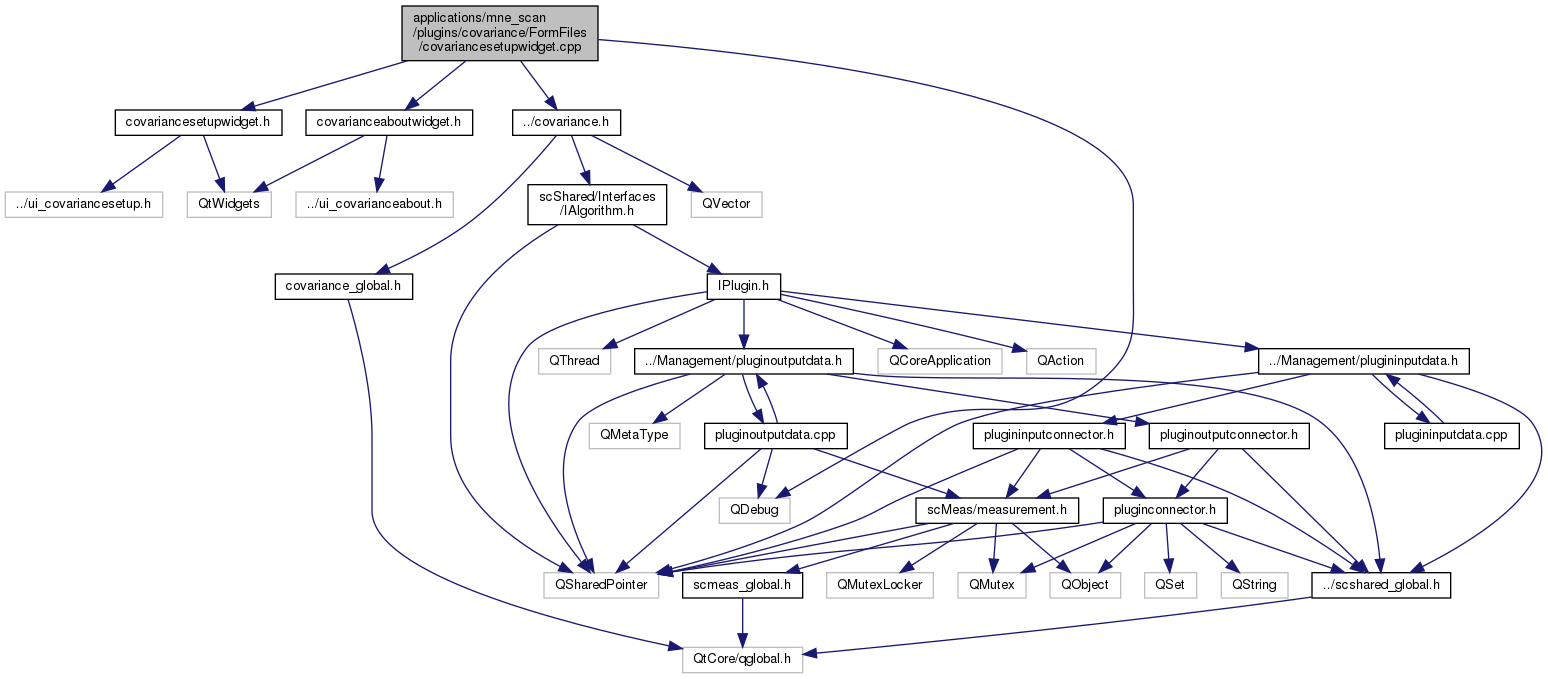 applications/mne_scan
/plugins/covariance/FormFiles
/covariancesetupwidget.cpp
covariancesetupwidget.h
covarianceaboutwidget.h
../covariance.h
../ui_covariancesetup.h
QtWidgets
../ui_covarianceabout.h
scShared/Interfaces
/IAlgorithm.h
QVector
covariance_global.h
IPlugin.h
QThread
../Management/pluginoutputdata.h
QCoreApplication
QAction
../Management/plugininputdata.h
QMetaType
pluginoutputdata.cpp
plugininputconnector.h
pluginoutputconnector.h
plugininputdata.cpp
QDebug
scMeas/measurement.h
pluginconnector.h
QSharedPointer
scmeas_global.h
QMutexLocker
QMutex
QObject
QSet
QString
../scshared_global.h
QtCore/qglobal.h